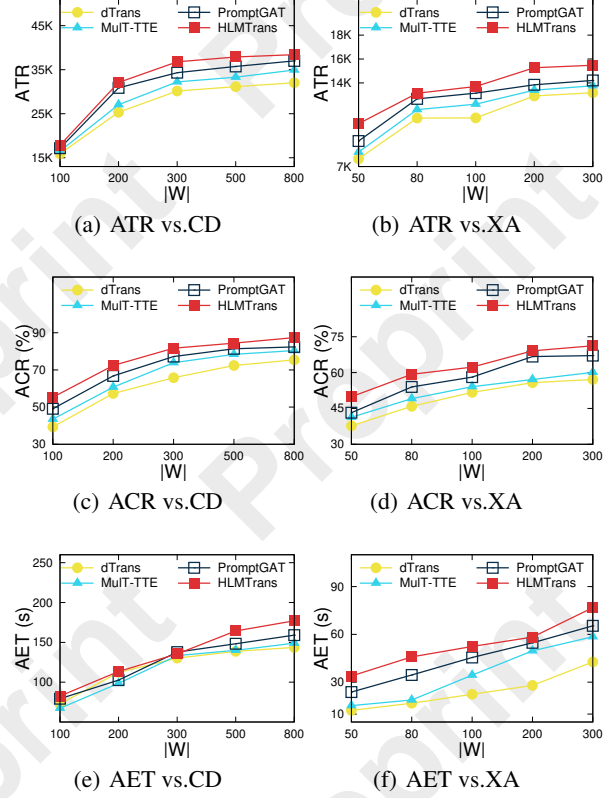 45K
35K
25K
15K
ATR
dTrans
MulT-TTE
PromptGAT
HLMTrans
100 200 300 500 800
|W|
(a) ATR vs.CD
18K
14K
7K
ATR
dTrans
MulT-TTE
PromptGAT
HLMTrans
50 80 100 200 300
|W|
(b) ATR vs.XA
90
70
50
30
ACR (%)
dTrans
MulT-TTE
PromptGAT
HLMTrans
100 200 300 500 800
|W|
(c) ACR vs.CD
75
60
45
30
ACR (%)
dTrans
MulT-TTE
PromptGAT
HLMTrans
50 80 100 200 300
|W|
(d) ACR vs.XA
250
200
150
100
AET (s)
dTrans
MulT-TTE
PromptGAT
HLMTrans
100 200 300 500 800
|W|
(e) AET vs.CD
90
60
30
10
AET (s)
dTrans
MulT-TTE
PromptGAT
HLMTrans
50 80 100 200 300
|W|
(f) AET vs.XA
Preprint